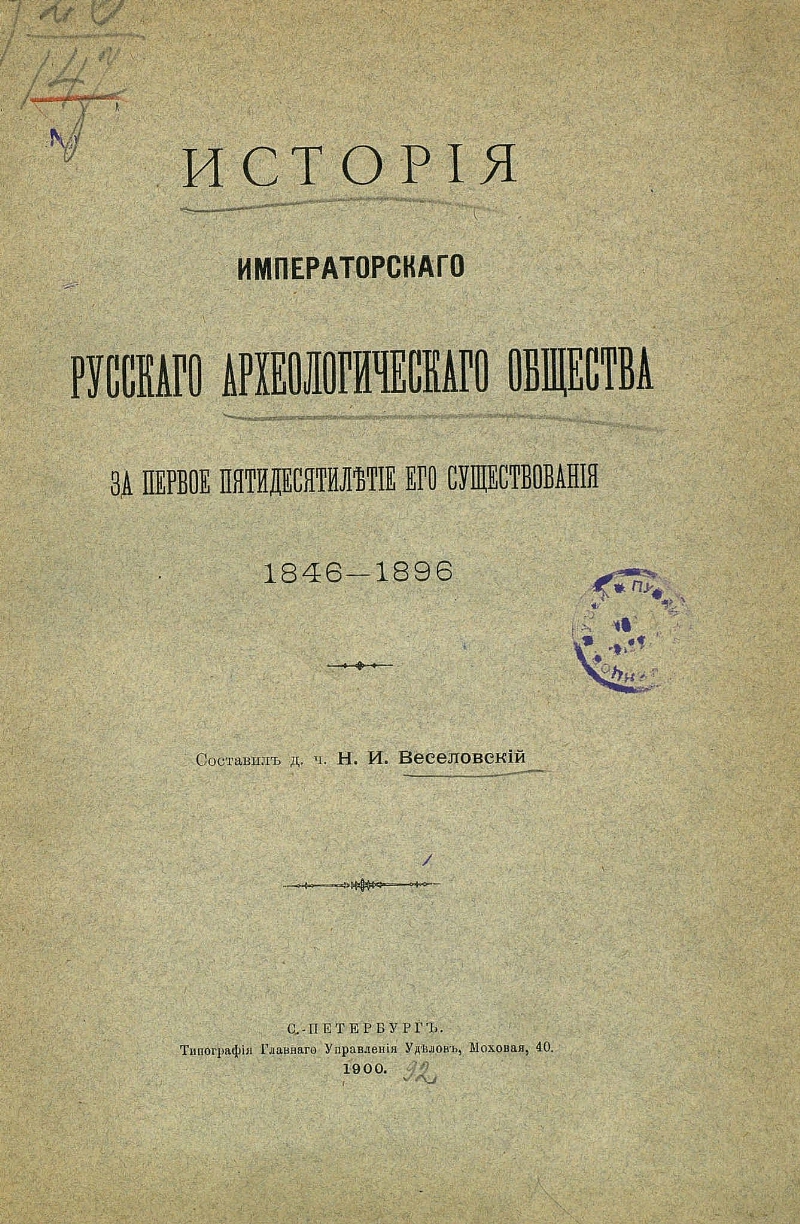 ИСТОРІЯ
ИМПЕРАТОРСКАГО
РУССКАГО АРХЕОЛОГИЧЕСКАГО ОБЩЕСТВА
ЗА ПЕРВОЕ ПЯТИДЕСЯТИЛѢТІЕ ЕГО СУЩЕСТВОВАНІЯ
1846—1896
Составилъ д. ч. Н. И. Веселовскій
С.-ПЕТЕРБУРГЪ.
Типографія Главнаго Управленія Удѣловъ, Моховая, 40.
1900.